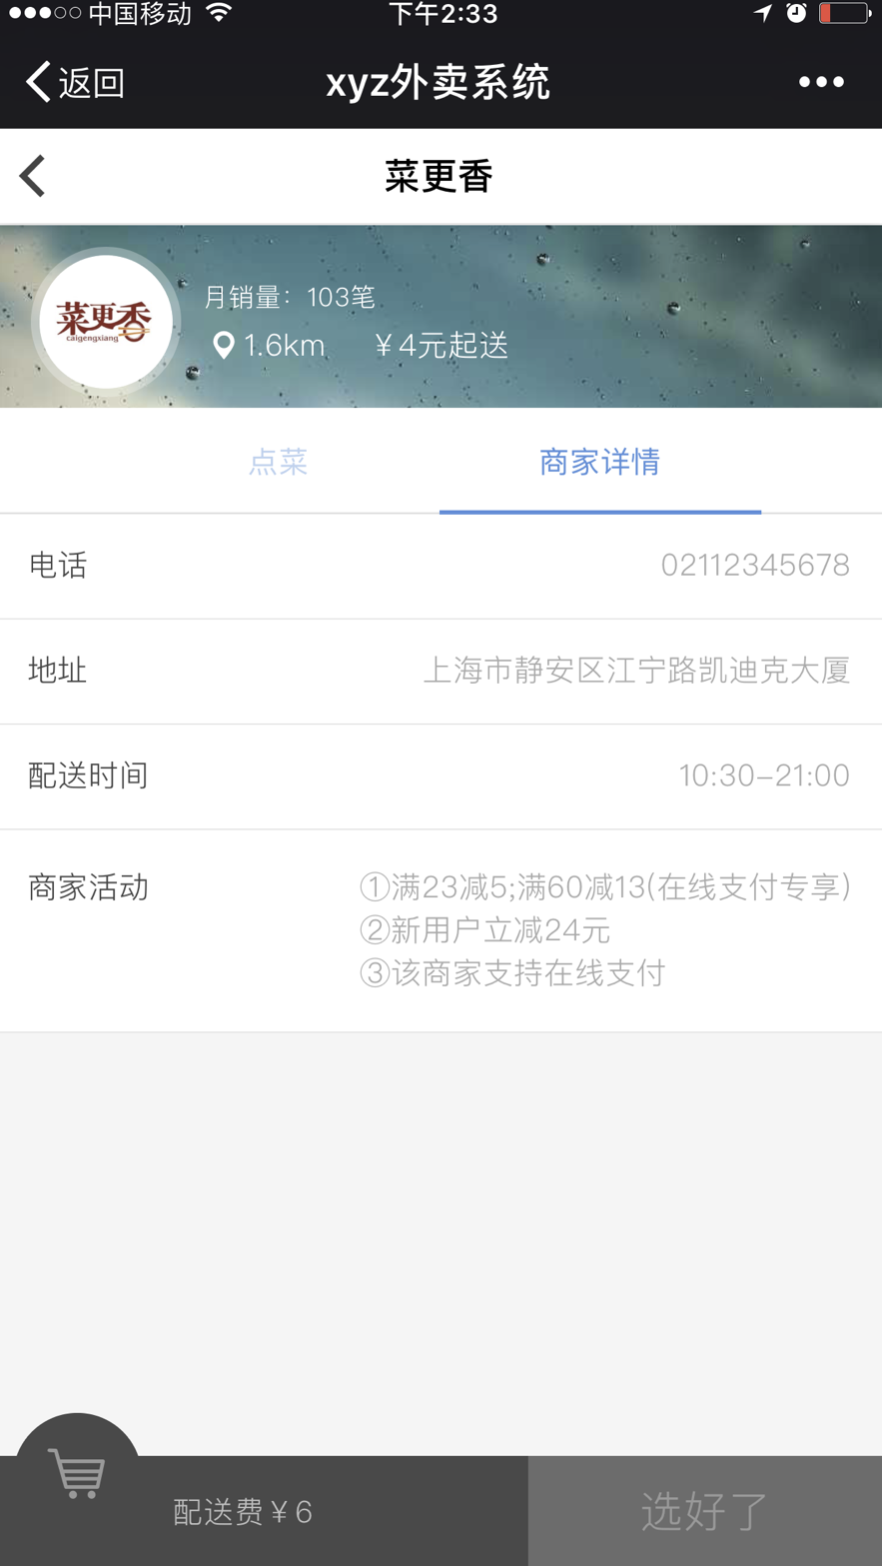 中国移动 下午2:33
返回 xyz外卖系统
菜更香
菜更香
caigengxiang
月销量：103笔
1.6km ￥4元起送
点菜 商家详情
电话 02112345678
地址 上海市静安区江宁路凯迪克大厦
配送时间 10:30-21:00
商家活动 ①满23减5;满60减13(在线支付专享)
②新用户立减24元
③该商家支持在线支付
配送费￥6 选好了